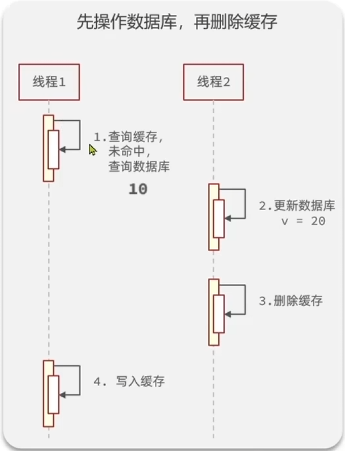 先操作数据库，再删除缓存
线程1
线程2
1.查询缓存，
未命中，
查询数据库
10
2.更新数据库
v = 20
3.删除缓存
4. 写入缓存